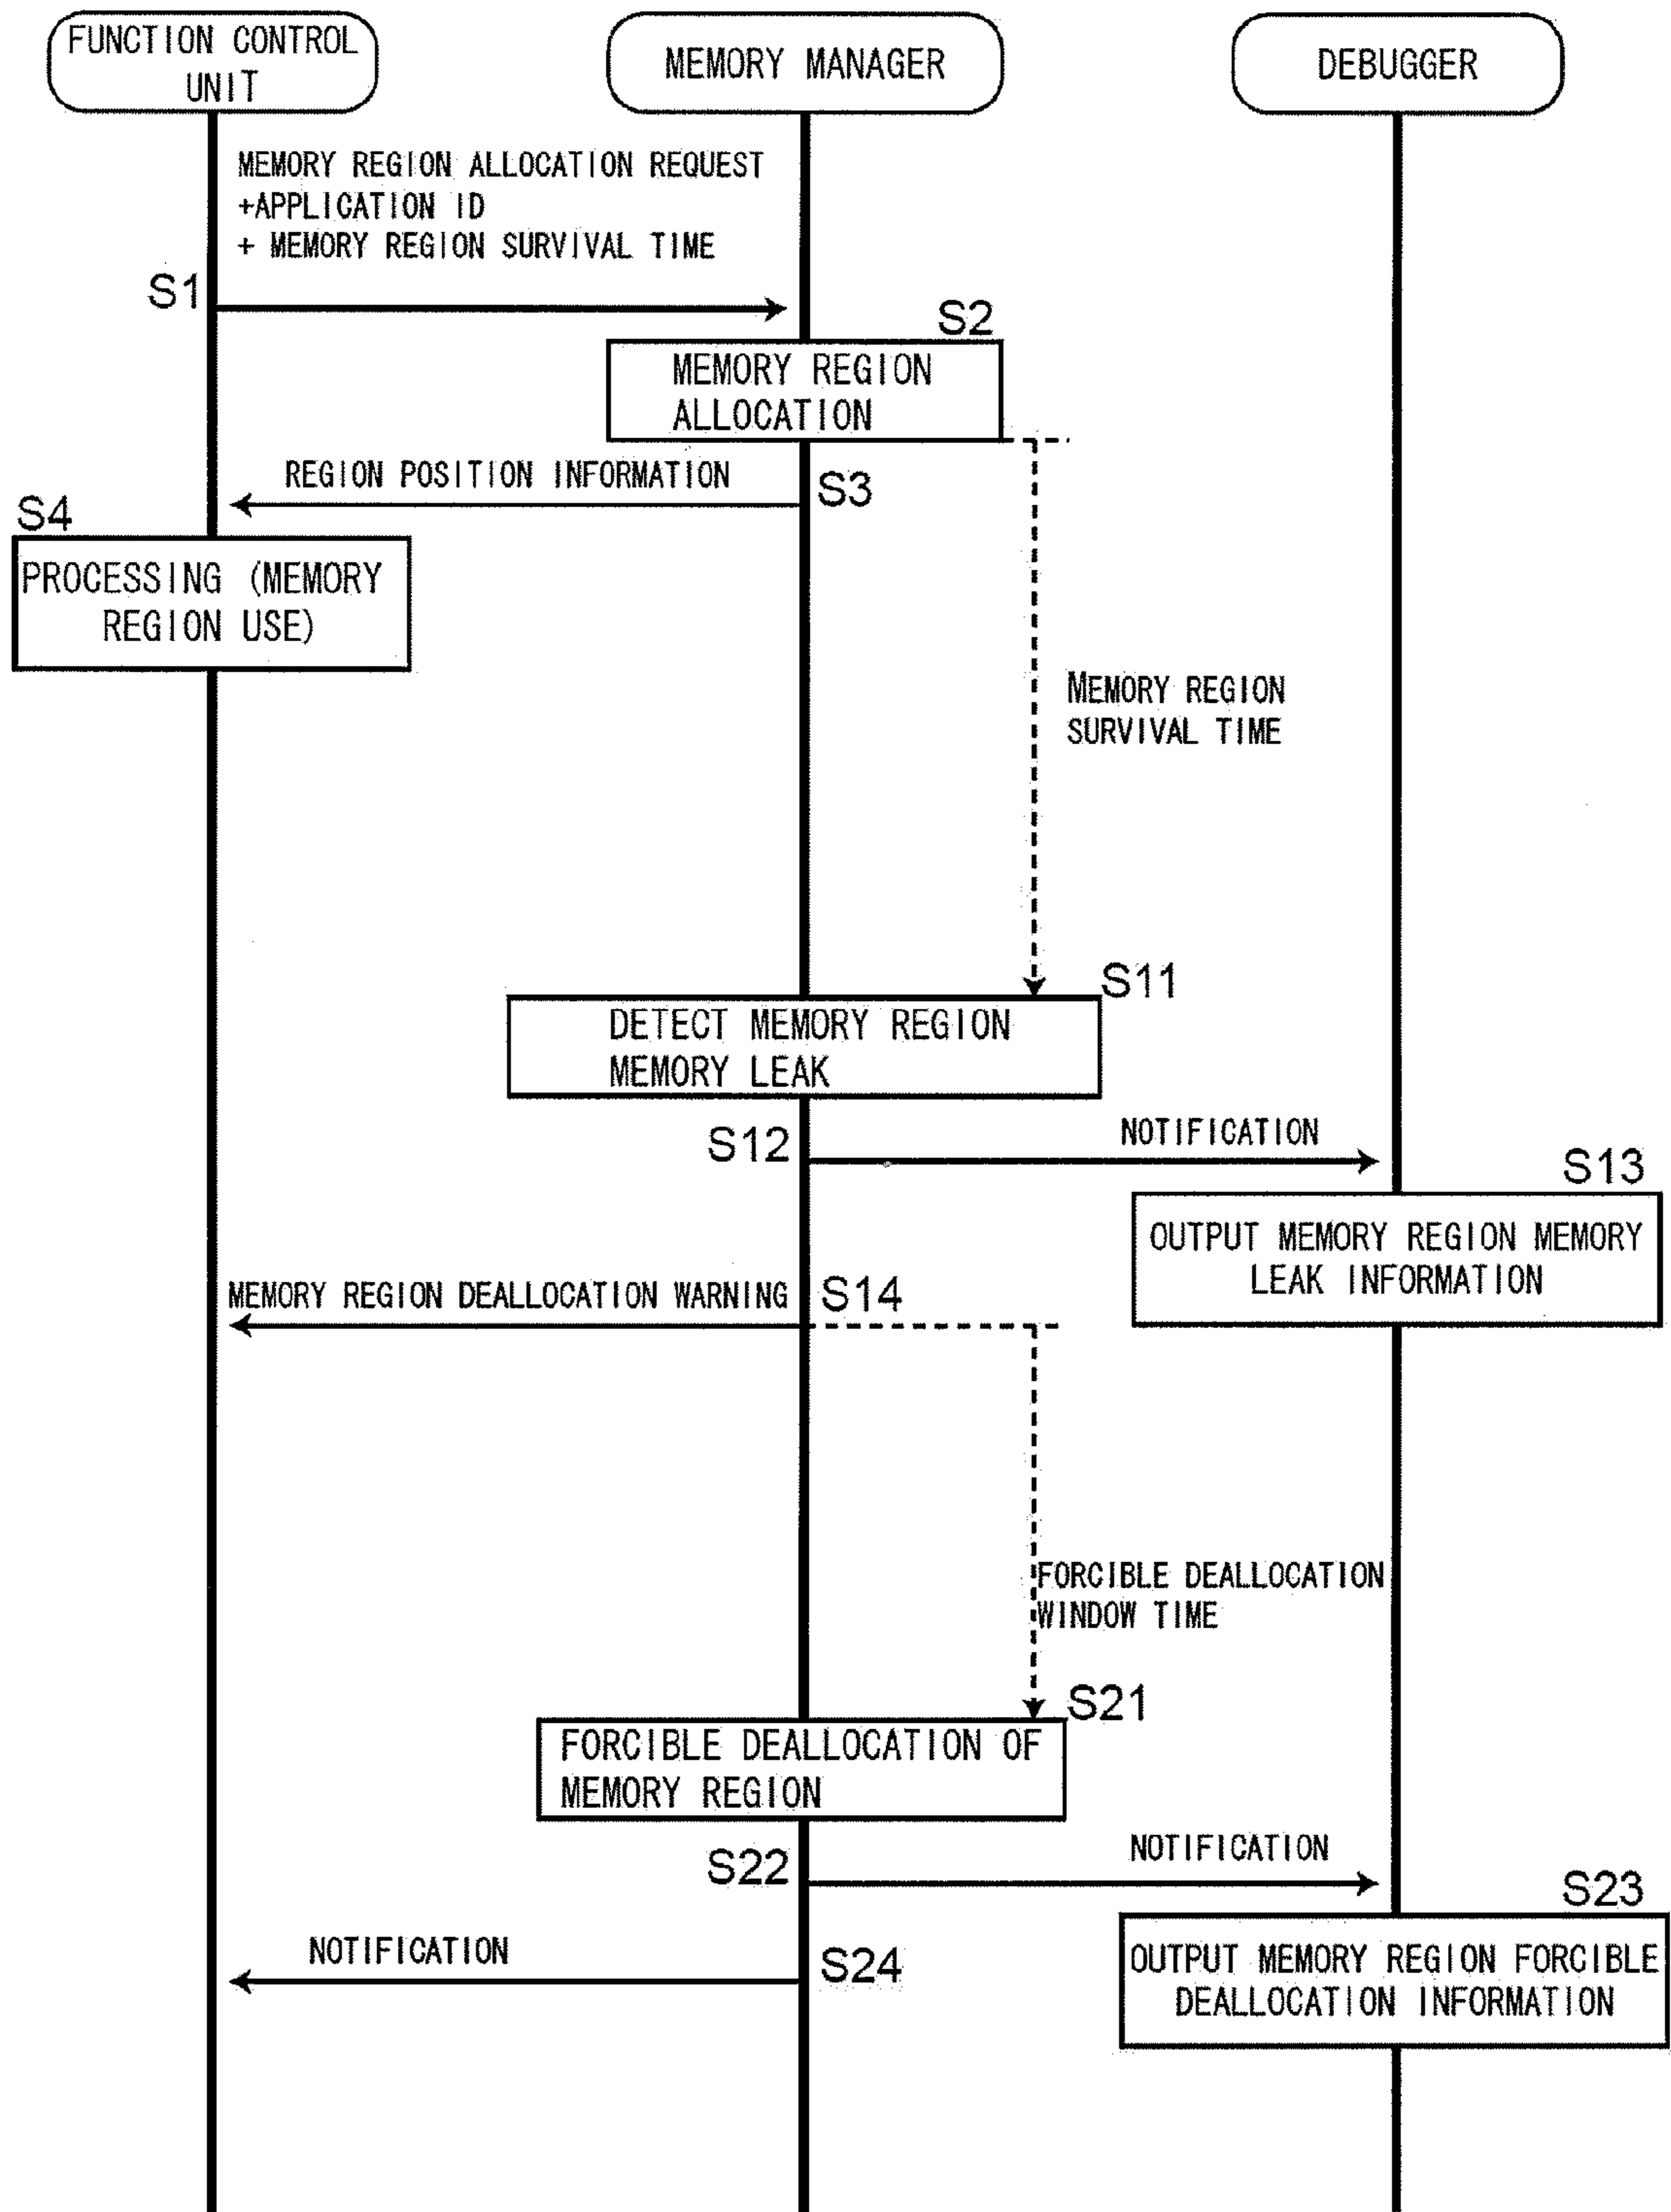 FUNCTION CONTROL
UNIT
MEMORY MANAGER
DEBUGGER
MEMORY REGION ALLOCATION REQUEST
+APPLICATION ID
+ MEMORY REGION SURVIVAL TIME
S1
S2
MEMORY REGION
ALLOCATION
REGION POSITION INFORMATION
S3
S4
PROCESSING (MEMORY
REGION USE)
MEMORY REGION
SURVIVAL TIME
S11
DETECT MEMORY REGION
MEMORY LEAK
S12
NOTIFICATION
S13
OUTPUT MEMORY REGION MEMORY
LEAK INFORMATION
MEMORY REGION DEALLOCATION WARNING
S14
FORCIBLE DEALLOCATION
WINDOW TIME
S21
FORCIBLE DEALLOCATION OF
MEMORY REGION
S22
NOTIFICATION
S23
OUTPUT MEMORY REGION FORCIBLE
DEALLOCATION INFORMATION
NOTIFICATION
S24